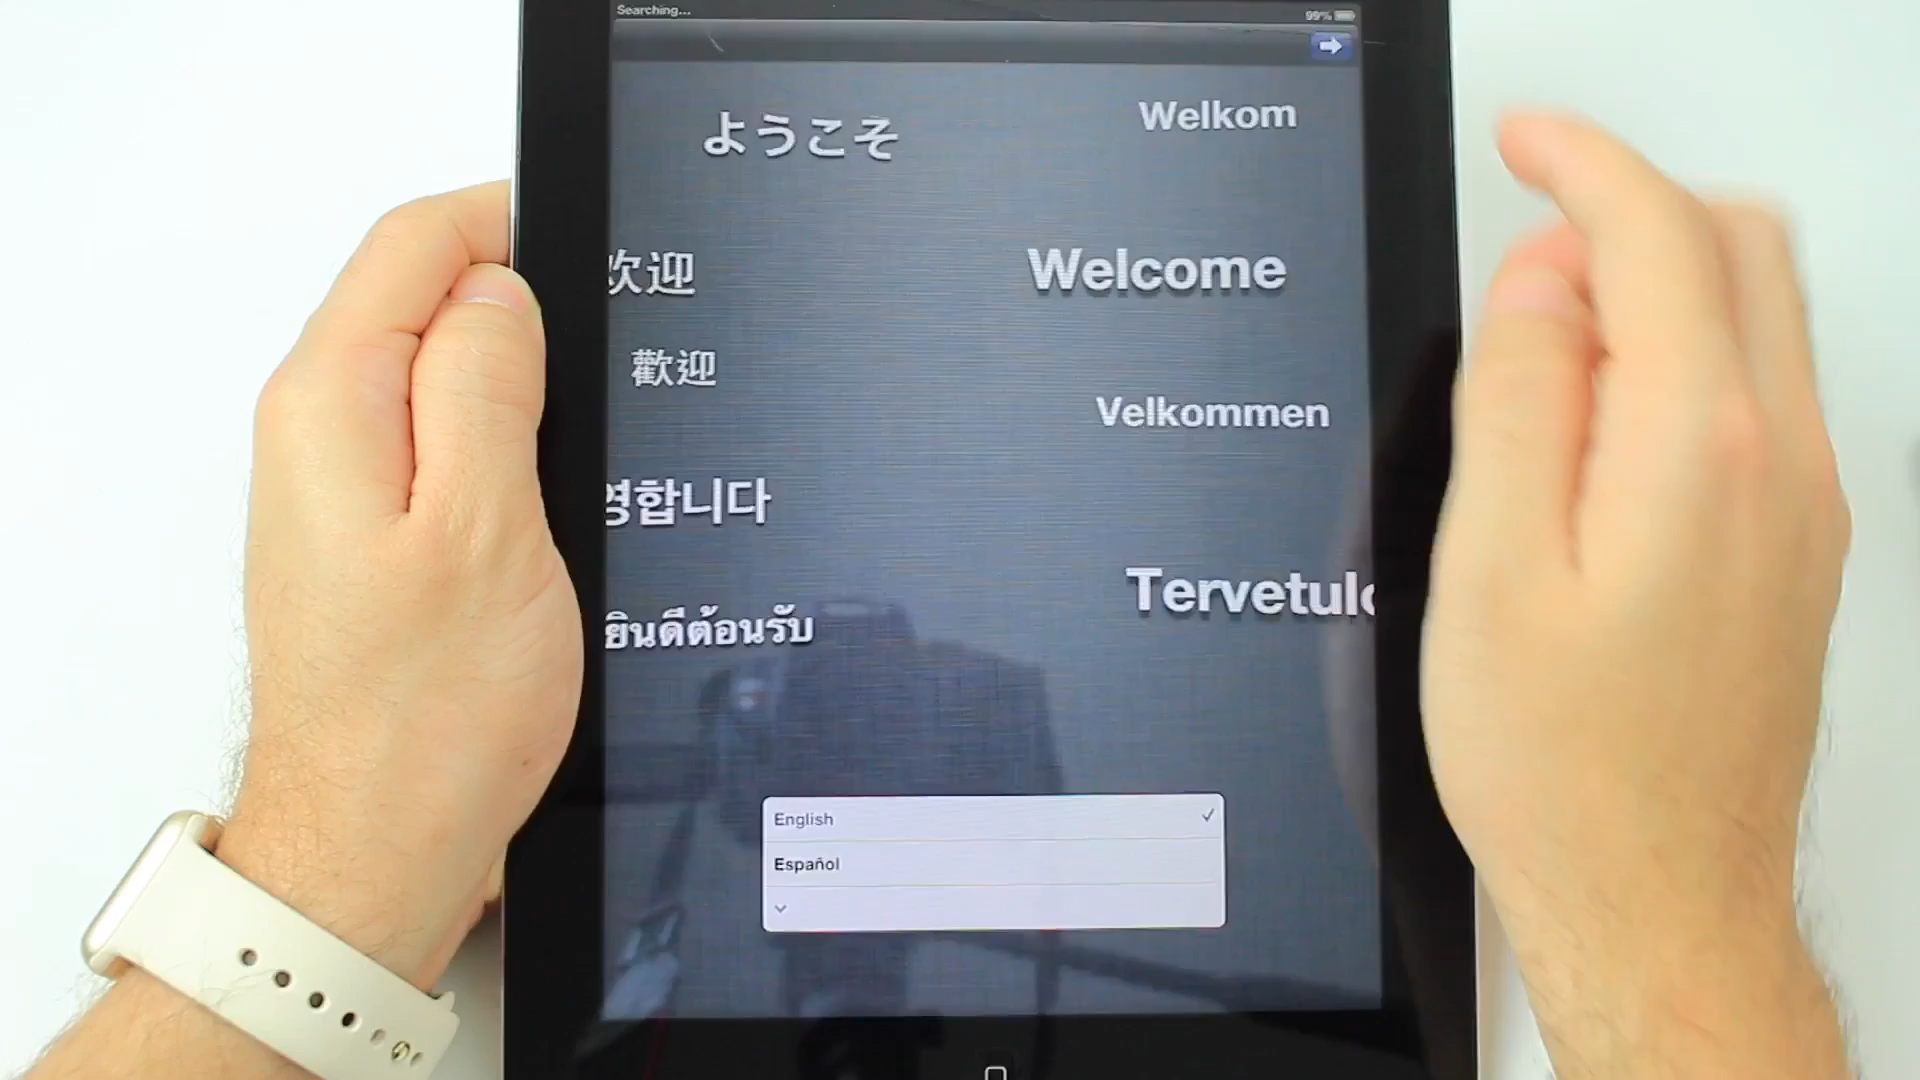 Searching...
99%
ようこそ
Welkom
欢迎
Welcome
歡迎
Velkommen
영합니다
Tervetulo
ยินดีต้อนรับ
English
Español